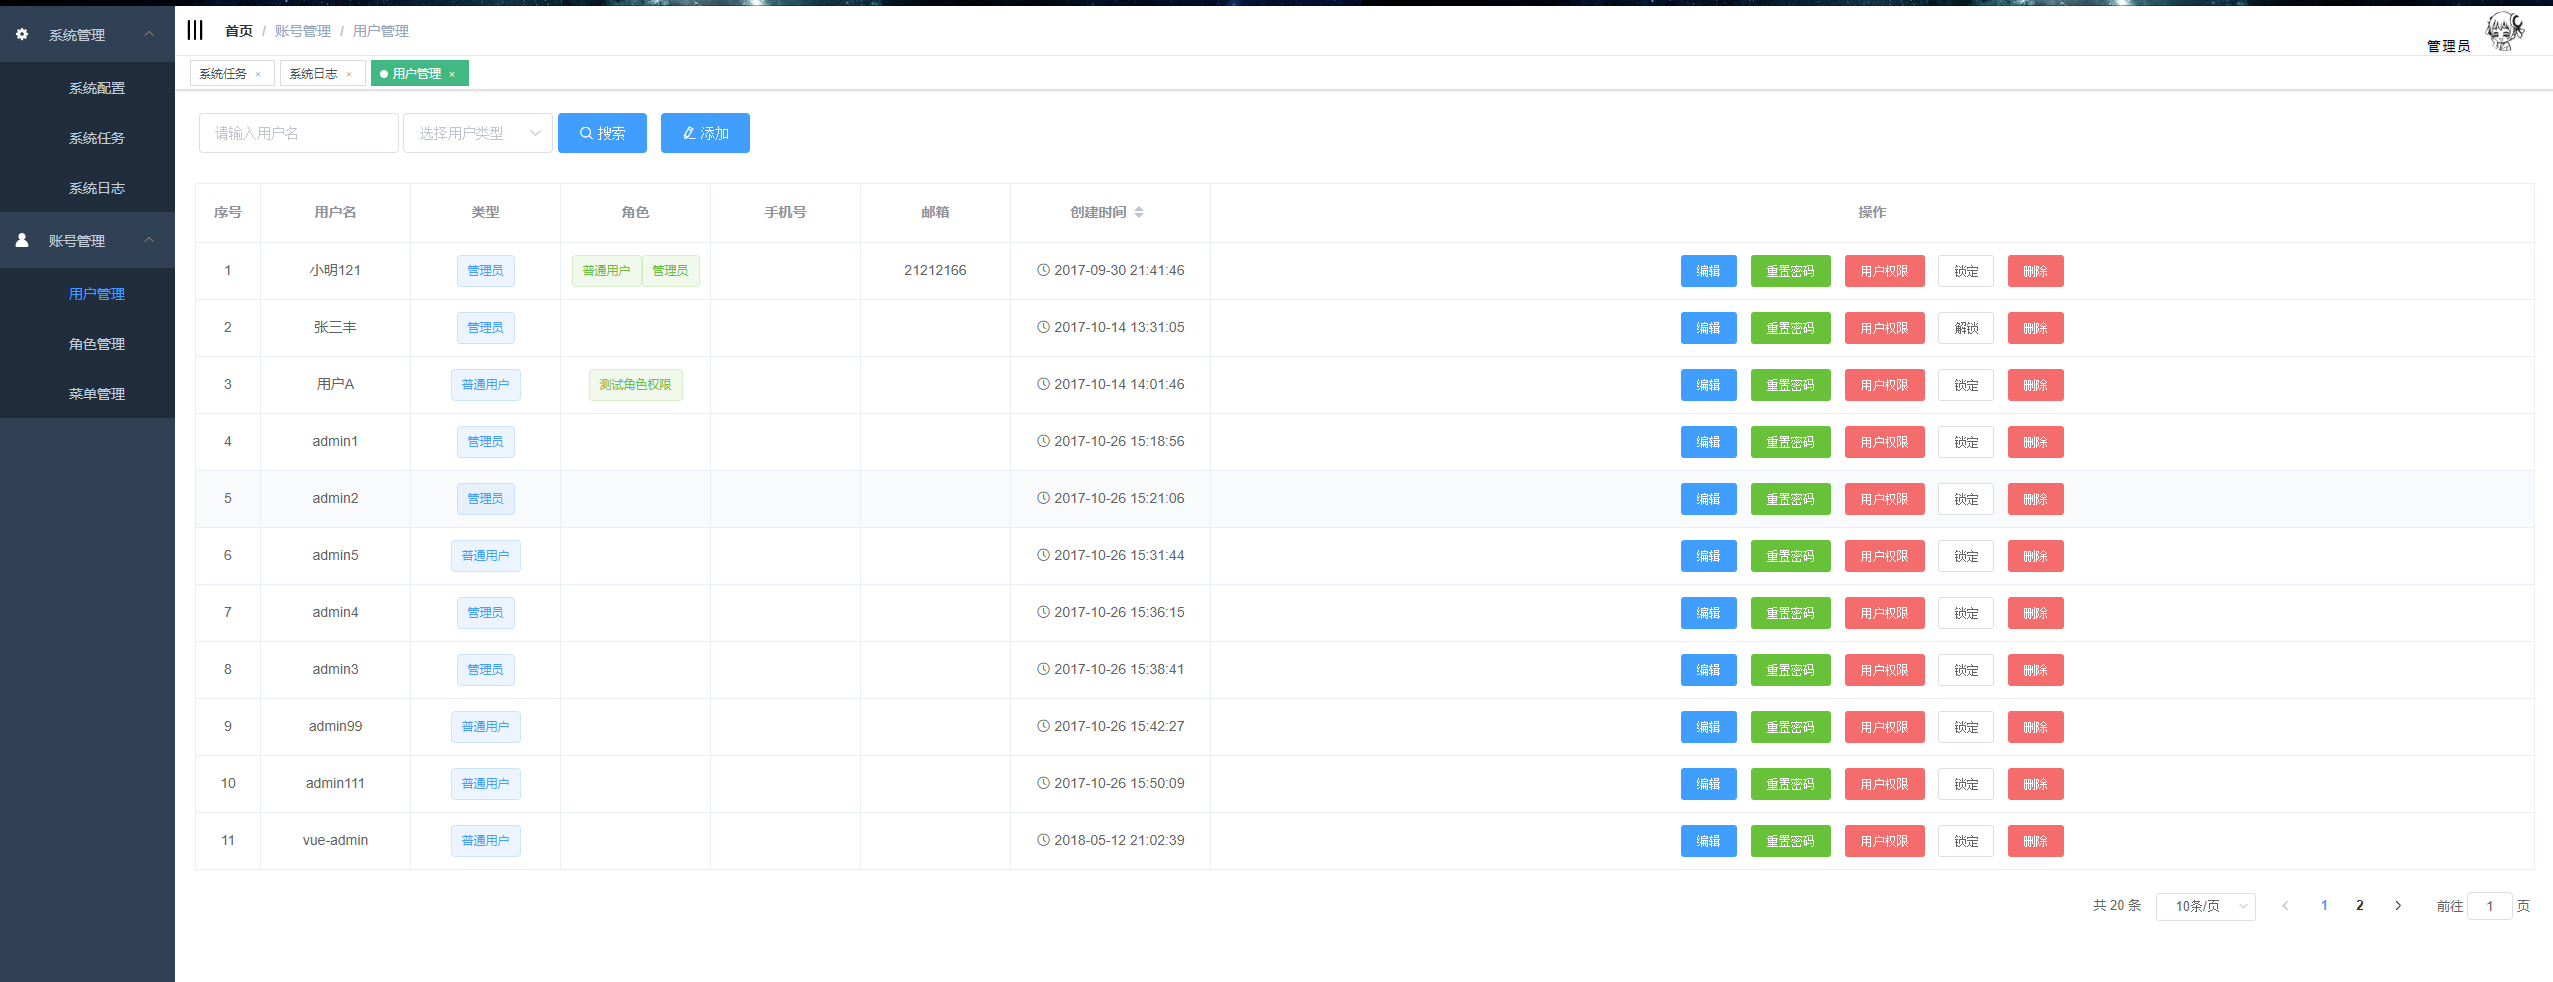 系统管理
系统配置
系统任务
系统日志
账号管理
用户管理
角色管理
菜单管理
首页 / 账号管理 / 用户管理
管理员
系统任务 × 系统日志 × 用户管理 ×
请输入用户名 选择用户类型 搜索 添加
序号 用户名 类型 角色 手机号 邮箱 创建时间 操作
1 小明121 管理员 普通用户 管理员 21212166 2017-09-30 21:41:46 编辑 重置密码 用户权限 锁定 删除
2 张三丰 管理员 2017-10-14 13:31:05 编辑 重置密码 用户权限 解锁 删除
3 用户A 普通用户 测试角色权限 2017-10-14 14:01:46 编辑 重置密码 用户权限 锁定 删除
4 admin1 管理员 2017-10-26 15:18:56 编辑 重置密码 用户权限 锁定 删除
5 admin2 管理员 2017-10-26 15:21:06 编辑 重置密码 用户权限 锁定 删除
6 admin5 普通用户 2017-10-26 15:31:44 编辑 重置密码 用户权限 锁定 删除
7 admin4 管理员 2017-10-26 15:36:15 编辑 重置密码 用户权限 锁定 删除
8 admin3 管理员 2017-10-26 15:38:41 编辑 重置密码 用户权限 锁定 删除
9 admin99 普通用户 2017-10-26 15:42:27 编辑 重置密码 用户权限 锁定 删除
10 admin111 普通用户 2017-10-26 15:50:09 编辑 重置密码 用户权限 锁定 删除
11 vue-admin 普通用户 2018-05-12 21:02:39 编辑 重置密码 用户权限 锁定 删除
共 20 条 10条/页 1 2 前往 1 页